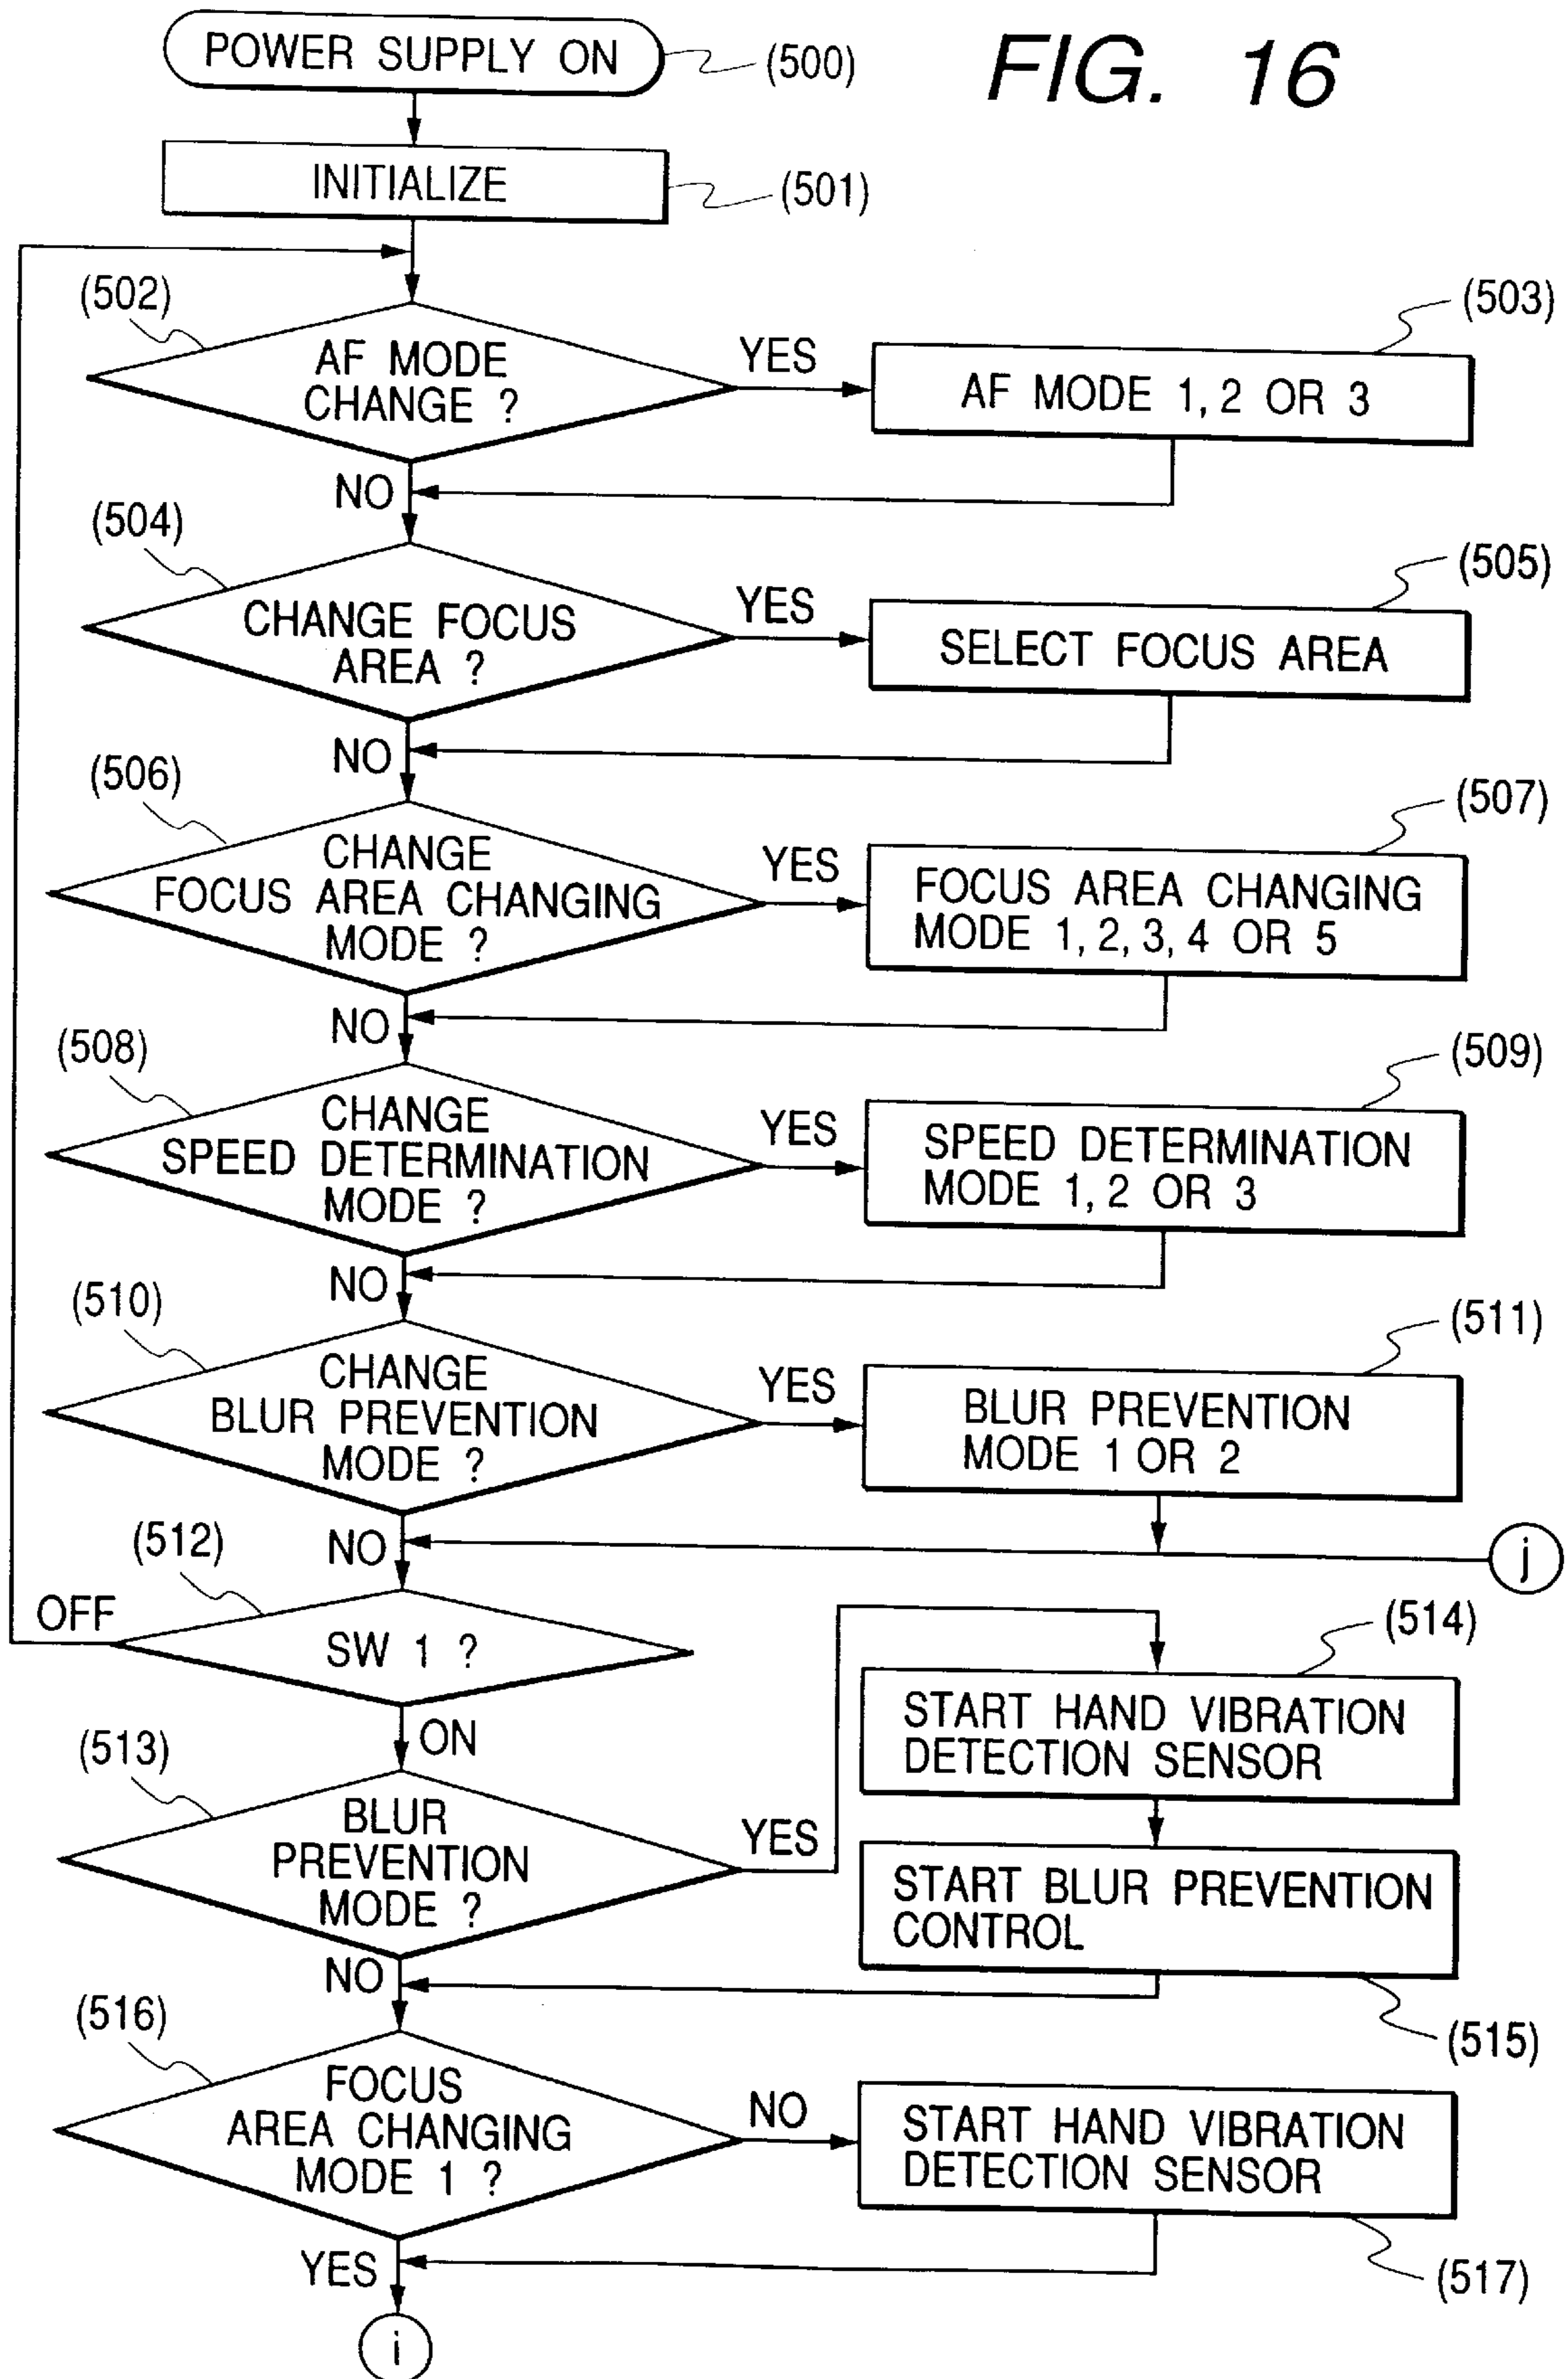 POWER SUPPLY ON
(500)
FIG. 16
INITIALIZE
(501)
(502)
AF MODE
CHANGE ?
YES
(503)
AF MODE 1, 2 OR 3
NO
(504)
CHANGE FOCUS
AREA ?
YES
(505)
SELECT FOCUS AREA
NO
(506)
CHANGE
FOCUS AREA CHANGING
MODE ?
YES
(507)
FOCUS AREA CHANGING
MODE 1, 2, 3, 4 OR 5
NO
(508)
CHANGE
SPEED DETERMINATION
MODE ?
YES
(509)
SPEED DETERMINATION
MODE 1, 2 OR 3
NO
(510)
CHANGE
BLUR PREVENTION
MODE ?
YES
(511)
BLUR PREVENTION
MODE 1 OR 2
NO
j
(512)
OFF
SW 1 ?
ON
(513)
BLUR
PREVENTION
MODE ?
YES
(514)
START HAND VIBRATION
DETECTION SENSOR
START BLUR PREVENTION
CONTROL
(515)
NO
(516)
FOCUS
AREA CHANGING
MODE 1 ?
NO
START HAND VIBRATION
DETECTION SENSOR
(517)
YES
i